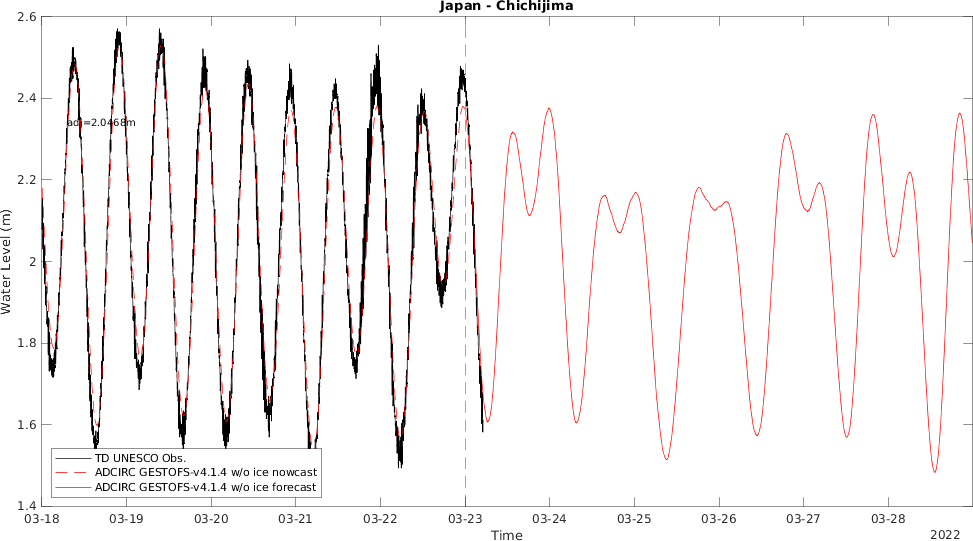 Japan - Chichijima
2.6
2.4
adj=2.0468m
2.2
2
Water Level (m)
1.8
1.6
TD UNESCO Obs.
ADCIRC GESTOFS-v4.1.4 w/o ice nowcast
ADCIRC GESTOFS-v4.1.4 w/o ice forecast
1.4
03-18 03-19 03-20 03-21 03-22 03-23 03-24 03-25 03-26 03-27 03-28
Time
2022